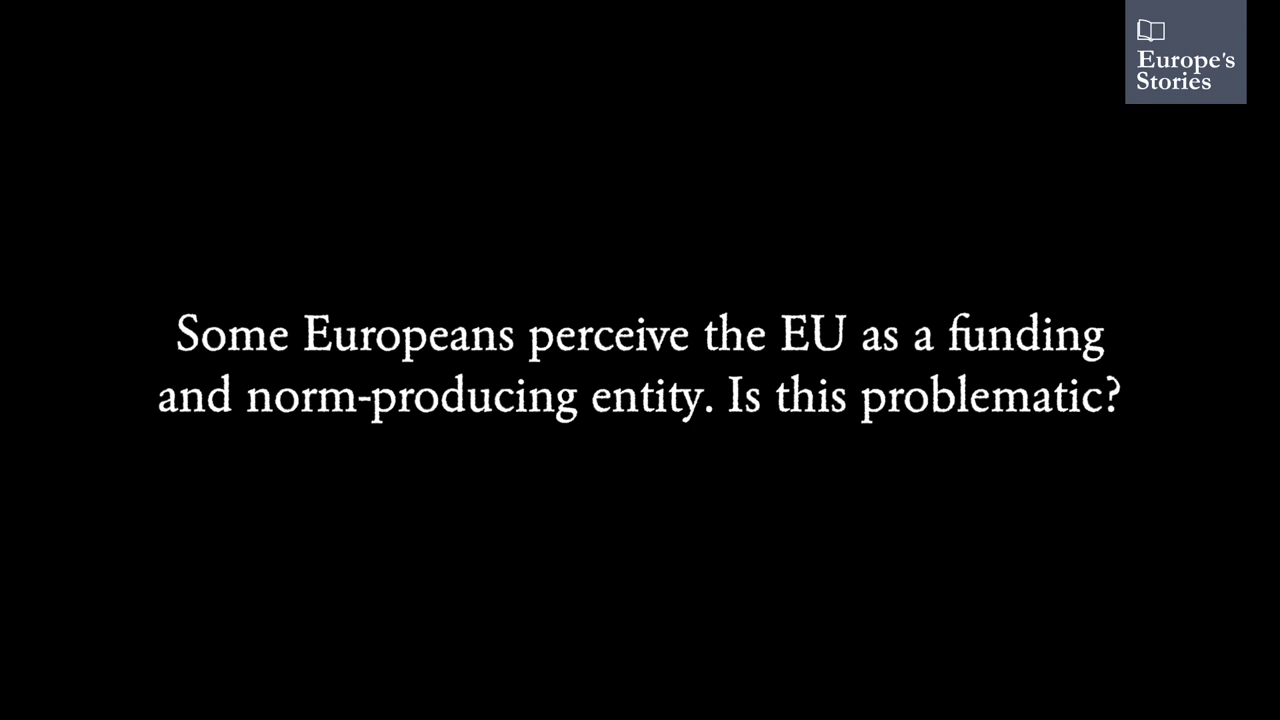 Europe's
Stories
Some Europeans perceive the EU as a funding
and norm-producing entity. Is this problematic?